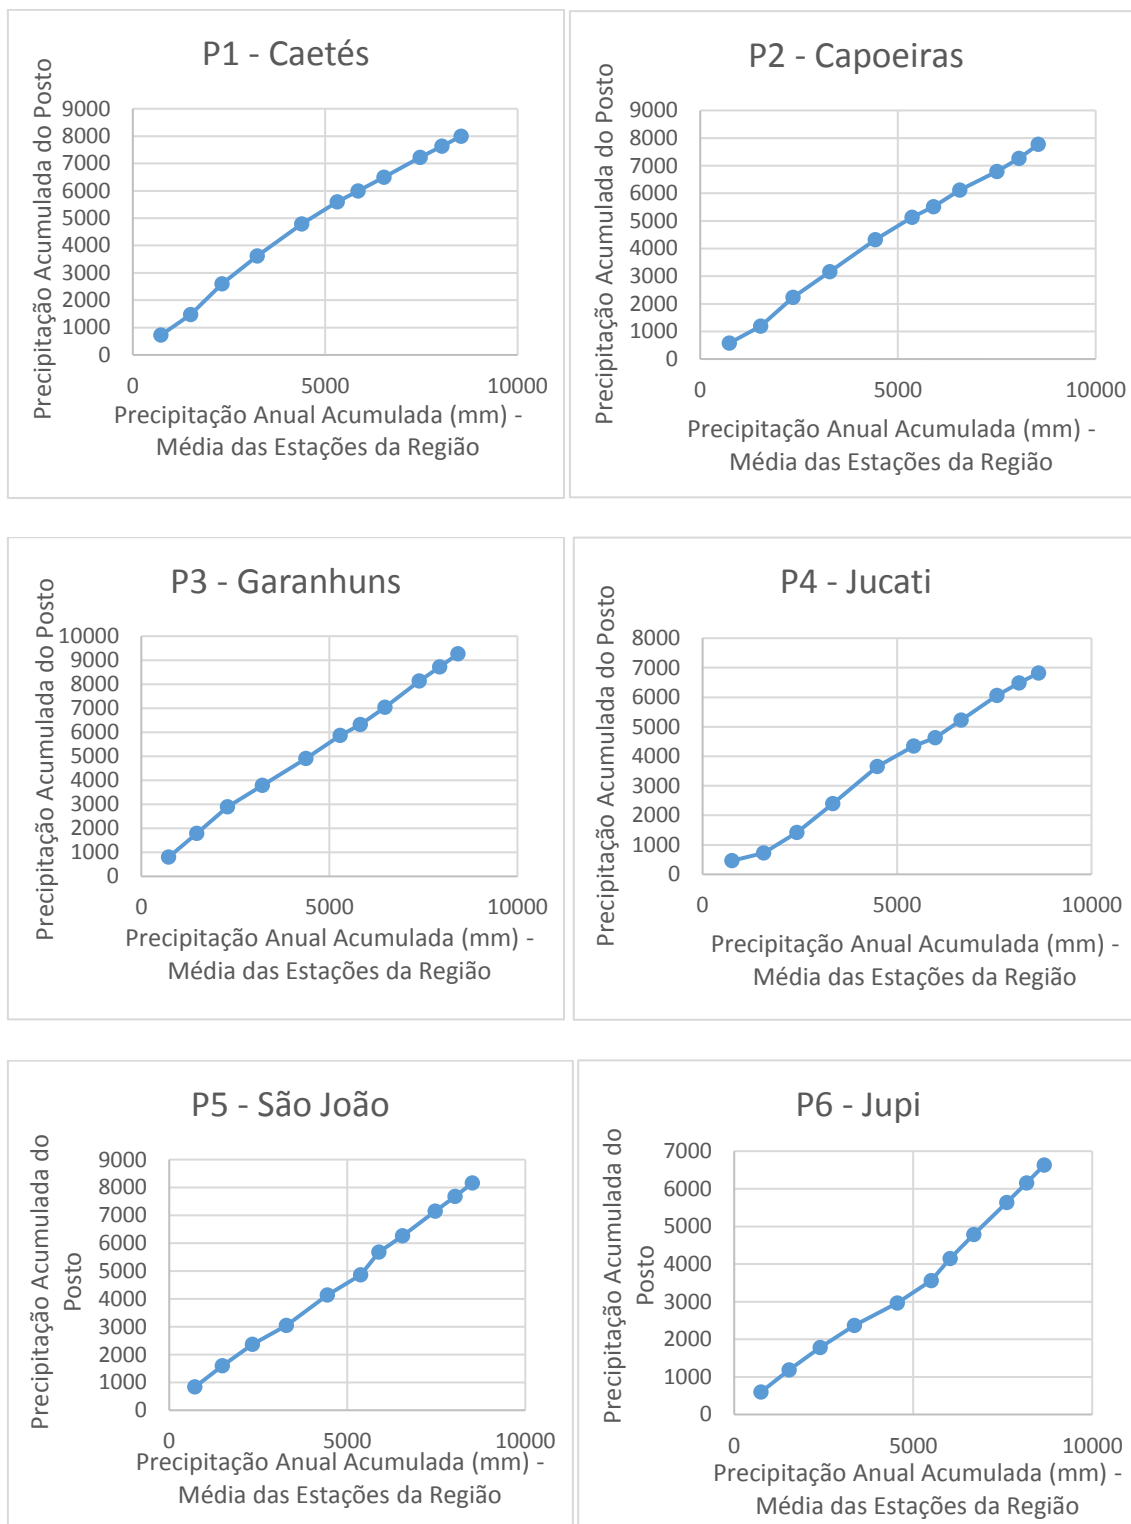 P1 - Caetés
Precipitação Acumulada do Posto
9000
8000
7000
6000
5000
4000
3000
2000
1000
0
0 5000 10000
Precipitação Anual Acumulada (mm) -
Média das Estações da Região
P2 - Capoeiras
Precipitação Acumulada do Posto
9000
8000
7000
6000
5000
4000
3000
2000
1000
0
0 5000 10000
Precipitação Anual Acumulada (mm) -
Média das Estações da Região
P3 - Garanhuns
Precipitação Acumulada do Posto
10000
9000
8000
7000
6000
5000
4000
3000
2000
1000
0
0 5000 10000
Precipitação Anual Acumulada (mm) -
Média das Estações da Região
P4 - Jucati
Precipitação Acumulada do Posto
8000
7000
6000
5000
4000
3000
2000
1000
0
0 5000 10000
Precipitação Anual Acumulada (mm) -
Média das Estações da Região
P5 - São João
Precipitação Acumulada do
Posto
9000
8000
7000
6000
5000
4000
3000
2000
1000
0
0 5000 10000
Precipitação Anual Acumulada (mm) -
Média das Estações da Região
P6 - Jupi
Precipitação Acumulada do
Posto
7000
6000
5000
4000
3000
2000
1000
0
0 5000 10000
Precipitação Anual Acumulada (mm) -
Média das Estações da Região